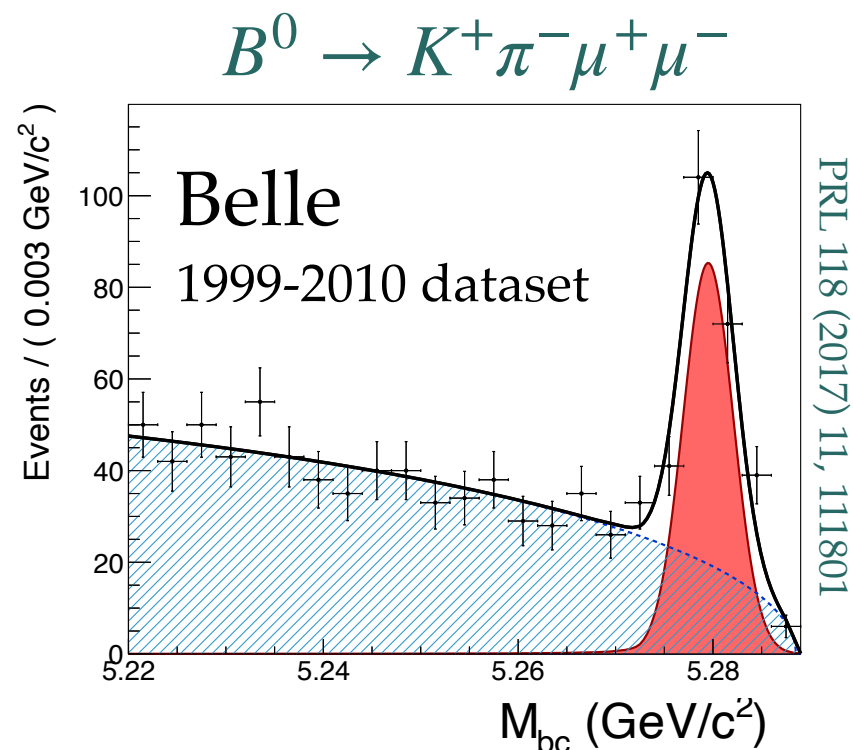 B⁰ → K⁺π⁻μ⁺μ⁻
Events / ( 0.003 GeV/c² )
100
80
60
40
20
0
Belle
1999-2010 dataset
5.22
5.24
5.26
5.28
M_bc (GeV/c²)
PRL 118 (2017) 11, 111801